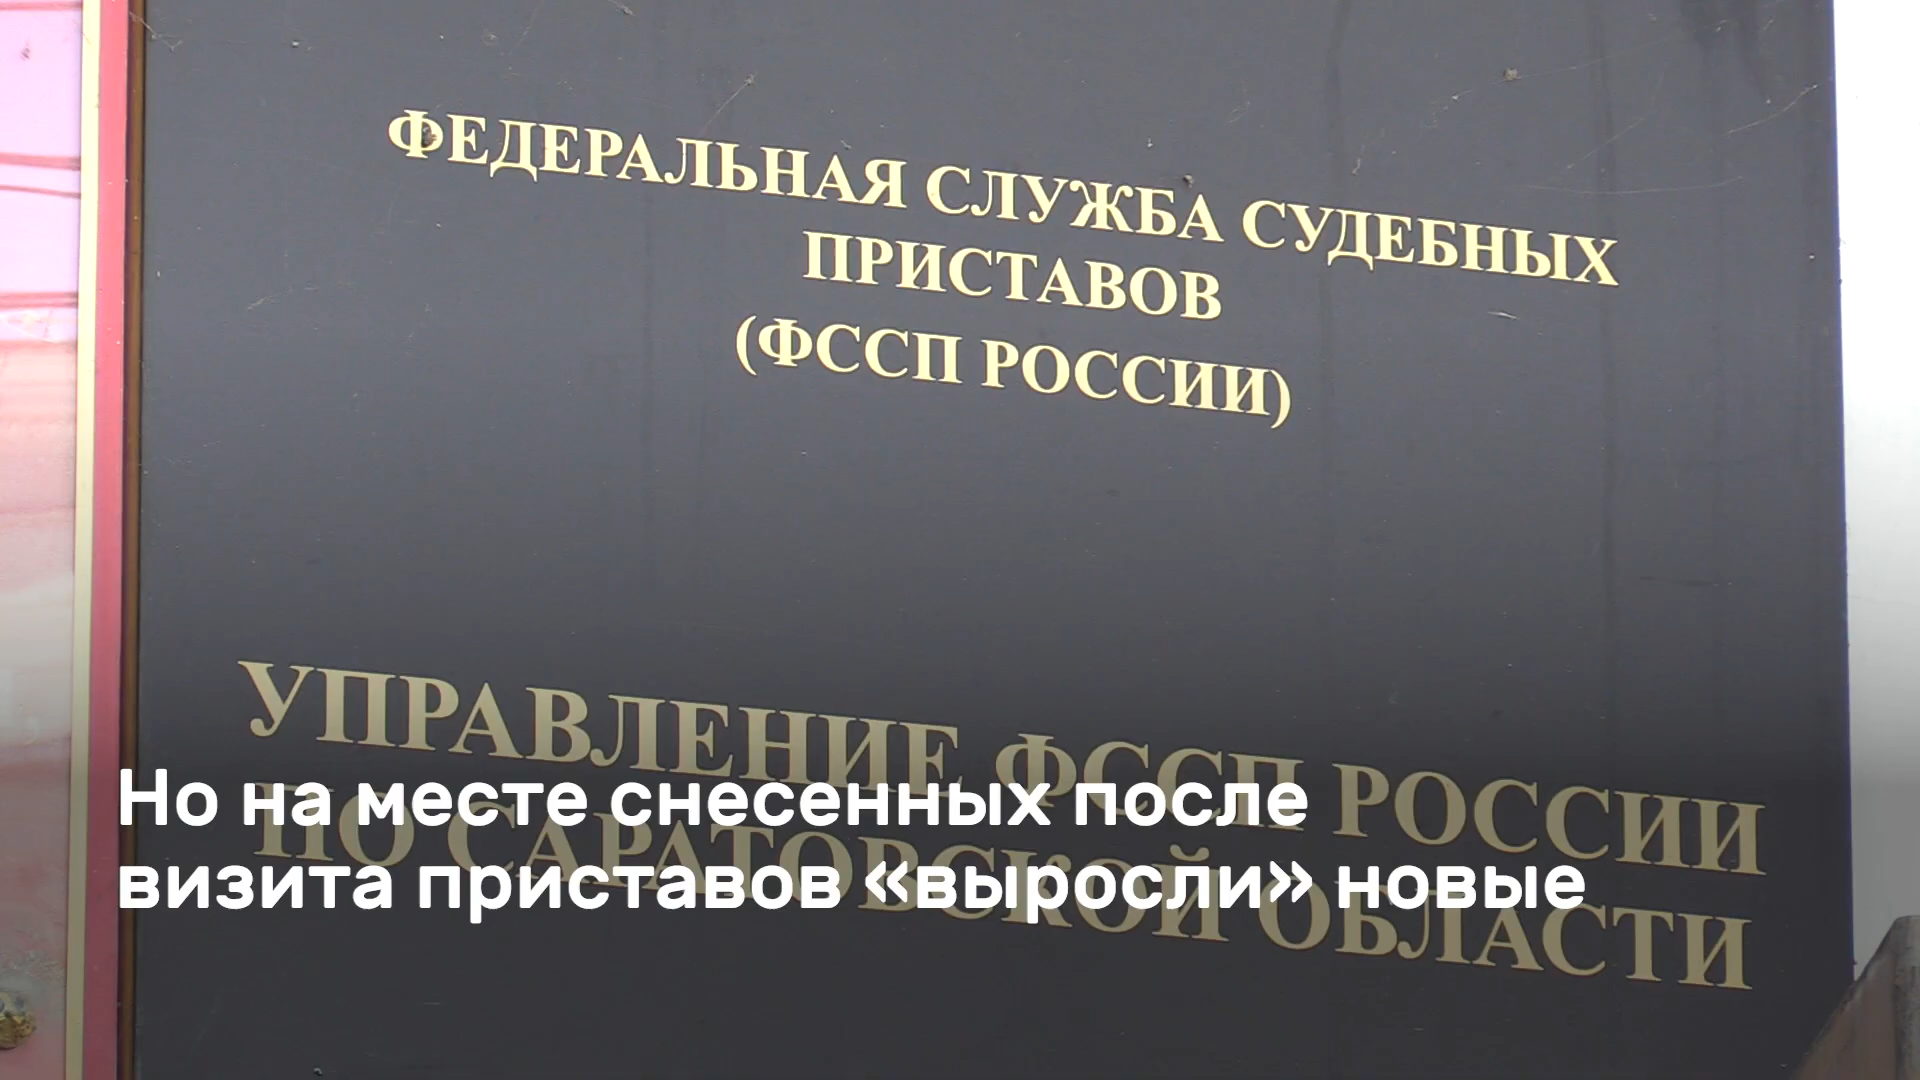 ФЕДЕРАЛЬНАЯ СЛУЖБА СУДЕБНЫХ
ПРИСТАВОВ
(ФССП РОССИИ)
УПРАВЛЕНИЕ ФССП РОССИИ
ПО САРАТОВСКОЙ ОБЛАСТИ
Но на месте снесенных после
визита приставов «выросли» новые